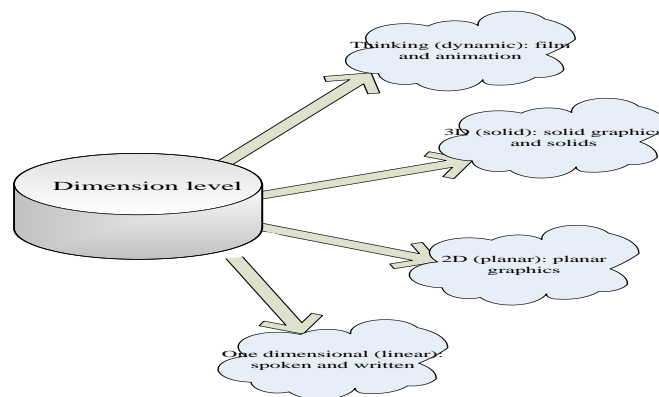 Thinking (dynamic): film
and animation
3D (solid): solid graphics
and solids
Dimension level
2D (planar): planar
graphics
One dimensional (linear):
spoken and written